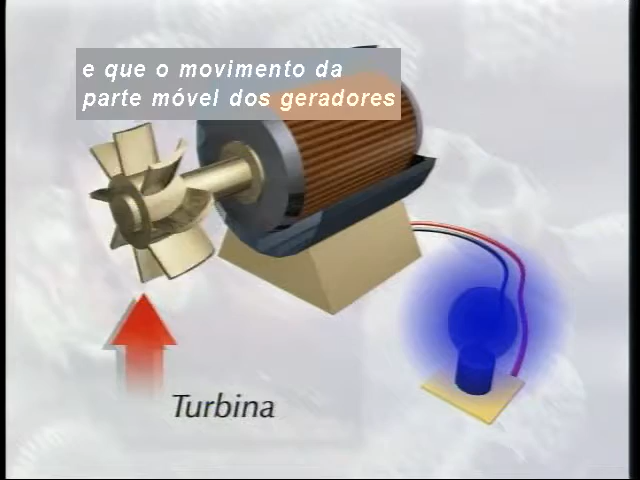 e que o movimento da
parte móvel dos geradores
Turbina